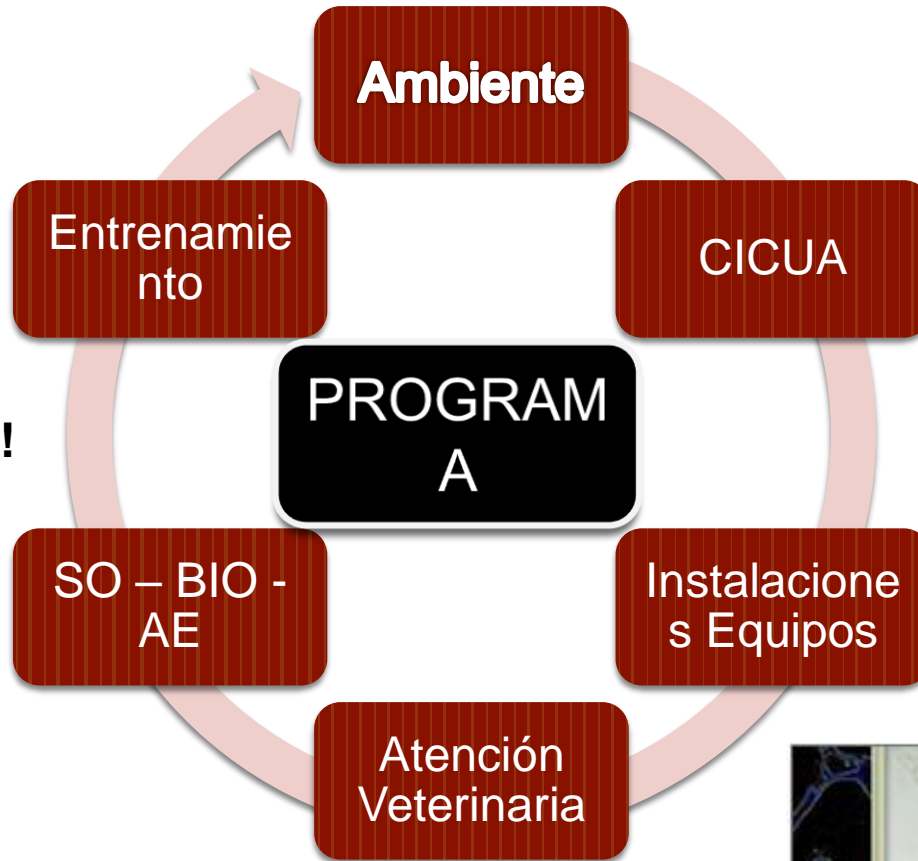 Ambiente
Entrenamie
nto
CICUA
PROGRAM
A
!
SO – BIO -
AE
Instalacione
s Equipos
Atención
Veterinaria